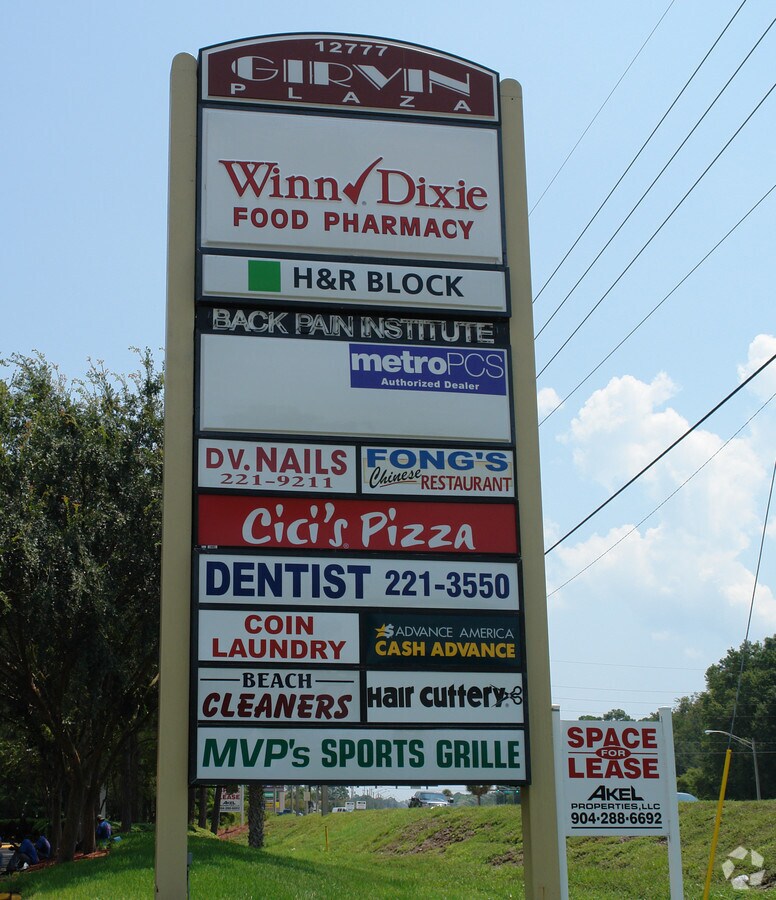 12777
GIRVIN
PLAZA
Winn Dixie
FOOD PHARMACY
H&R BLOCK
BACK PAIN INSTITUTE
metroPCS
Authorized Dealer
DV. NAILS
221-9211
FONG'S
Chinese RESTAURANT
Cici's Pizza
DENTIST 221-3550
COIN
LAUNDRY
ADVANCE AMERICA
CASH ADVANCE
BEACH
CLEANERS
Hair cuttery
MVP's SPORTS GRILLE
SPACE
FOR
LEASE
AKEL
PROPERTIES, LLC
904-288-6692
LEASE